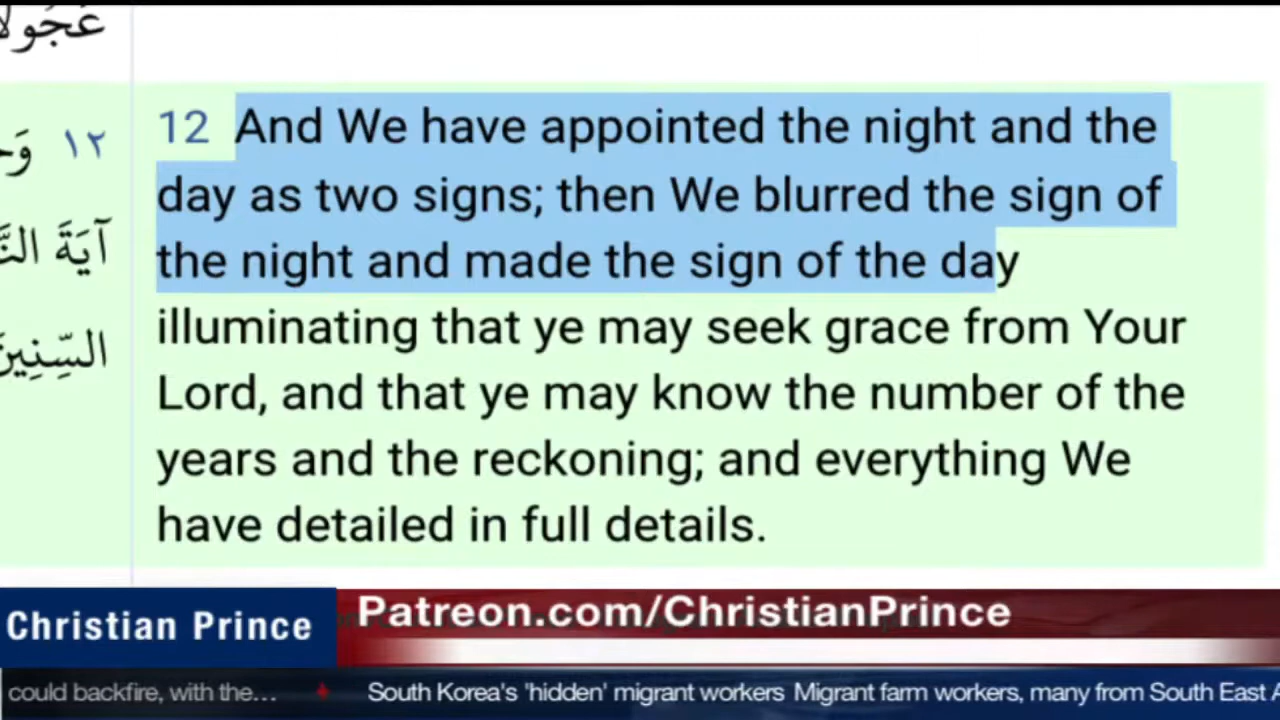 عَجُولًا
١٢
آيَةَ
السِّنِينَ
12 And We have appointed the night and the
day as two signs; then We blurred the sign of
the night and made the sign of the day
illuminating that ye may seek grace from Your
Lord, and that ye may know the number of the
years and the reckoning; and everything We
have detailed in full details.
Christian Prince
Patreon.com/ChristianPrince
could backfire, with the... South Korea's 'hidden' migrant workers Migrant farm workers, many from South East